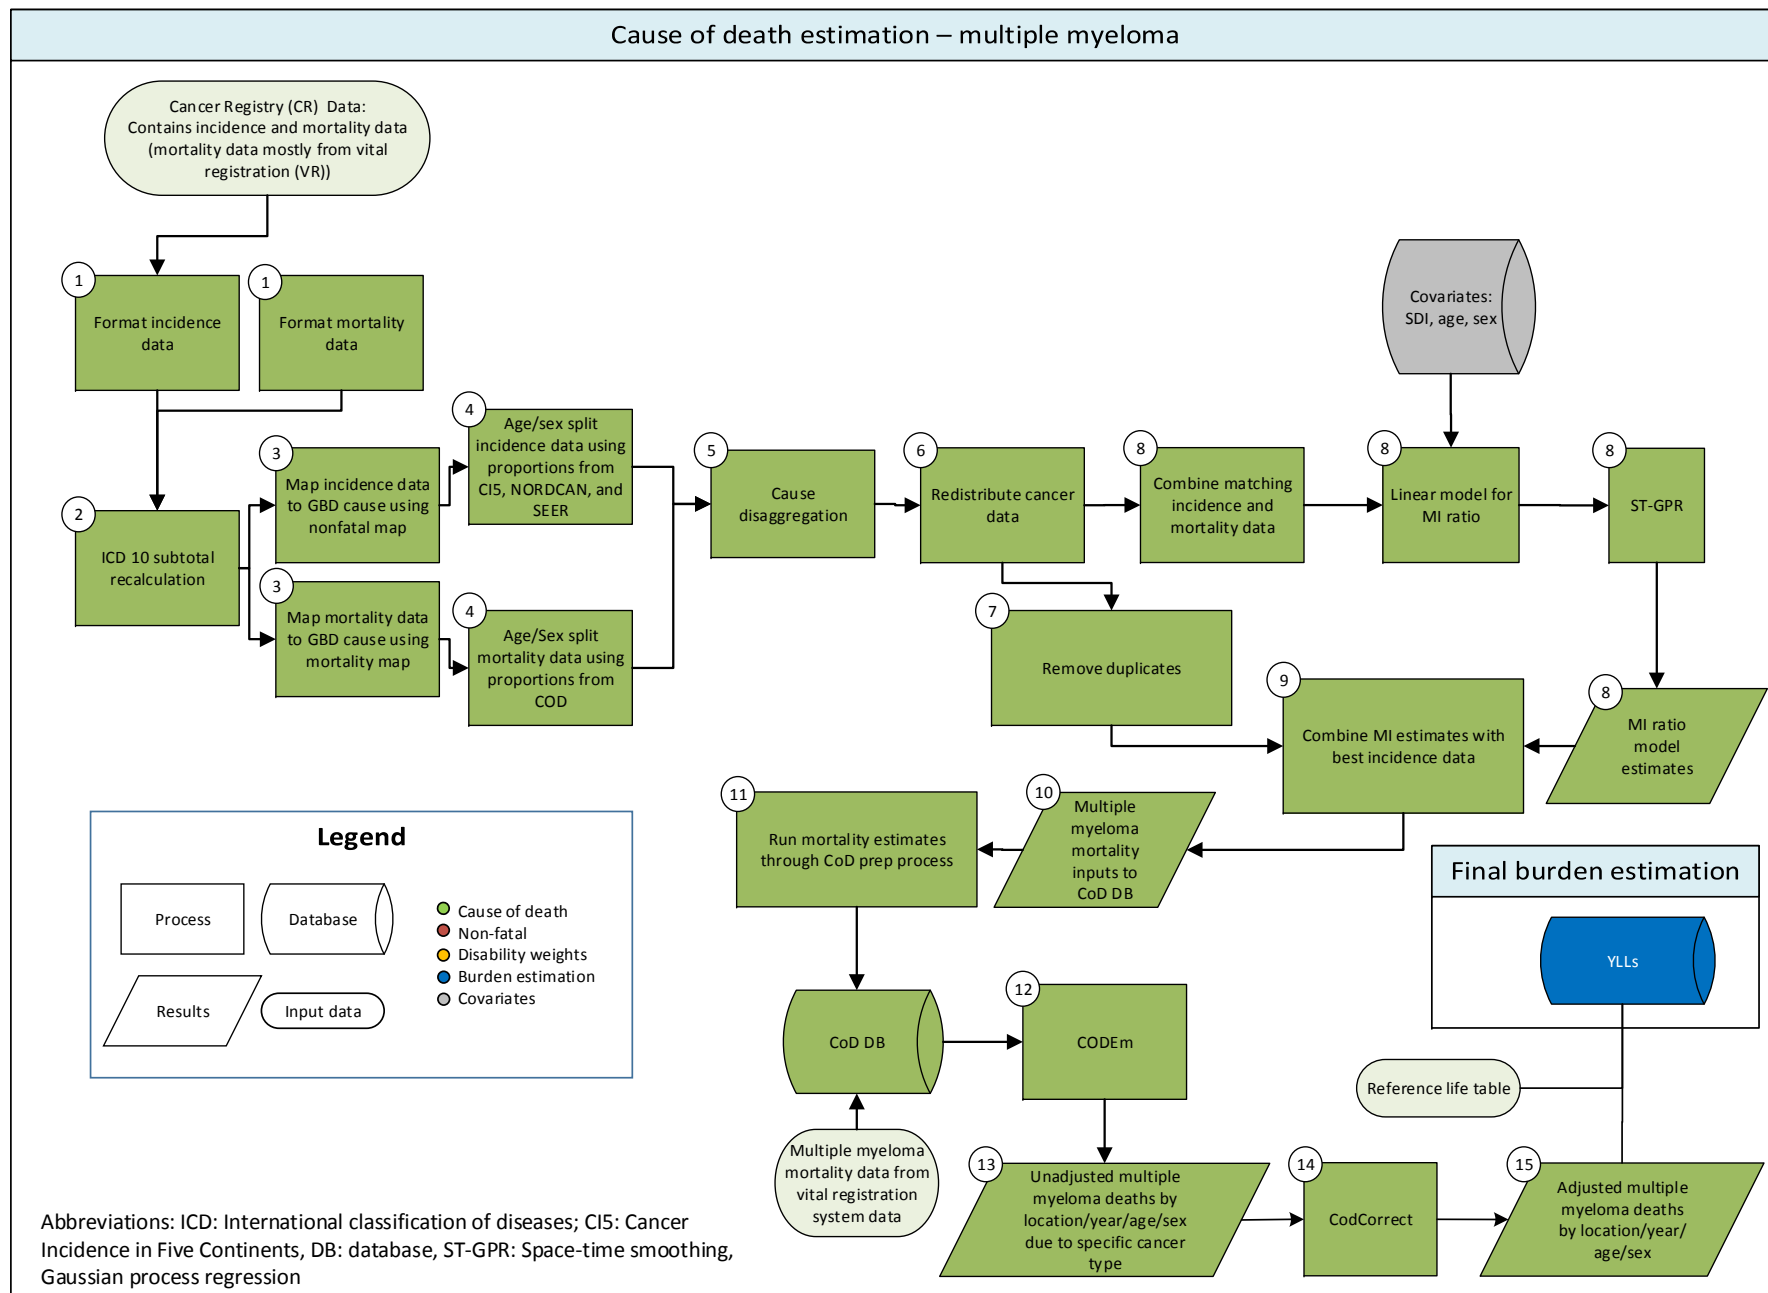 Cause of death estimation – multiple myeloma
Cancer Registry (CR)  Data:
Contains incidence and mortality data
(mortality data mostly from vital
registration (VR))
1
Format incidence
data
1
Format mortality
data
2
ICD 10 subtotal
recalculation
3
Map incidence data
to GBD cause using
nonfatal map
3
Map mortality data
to GBD cause using
mortality map
4
Age/sex split
incidence data using
proportions from
CI5, NORDCAN, and
SEER
4
Age/Sex split
mortality data using
proportions from
COD
5
Cause
disaggregation
6
Redistribute cancer
data
7
Remove duplicates
8
Combine matching
incidence and
mortality data
Covariates:
SDI, age, sex
8
Linear model for
MI ratio
8
ST-GPR
8
MI ratio
model
estimates
9
Combine MI estimates with
best incidence data
10
Multiple
myeloma
mortality
inputs to
CoD DB
11
Run mortality estimates
through CoD prep process
CoD DB
Multiple myeloma
mortality data from
vital registration
system data
12
CODEm
13
Unadjusted multiple
myeloma deaths by
location/year/age/sex
due to specific cancer
type
14
CodCorrect
15
Adjusted multiple
myeloma deaths
by location/year/
age/sex
Reference life table
Final burden estimation
YLLs
Legend
Process
Database
Results
Input data
Cause of death
Non-fatal
Disability weights
Burden estimation
Covariates
Abbreviations: ICD: International classification of diseases; CI5: Cancer
Incidence in Five Continents, DB: database, ST-GPR: Space-time smoothing,
Gaussian process regression